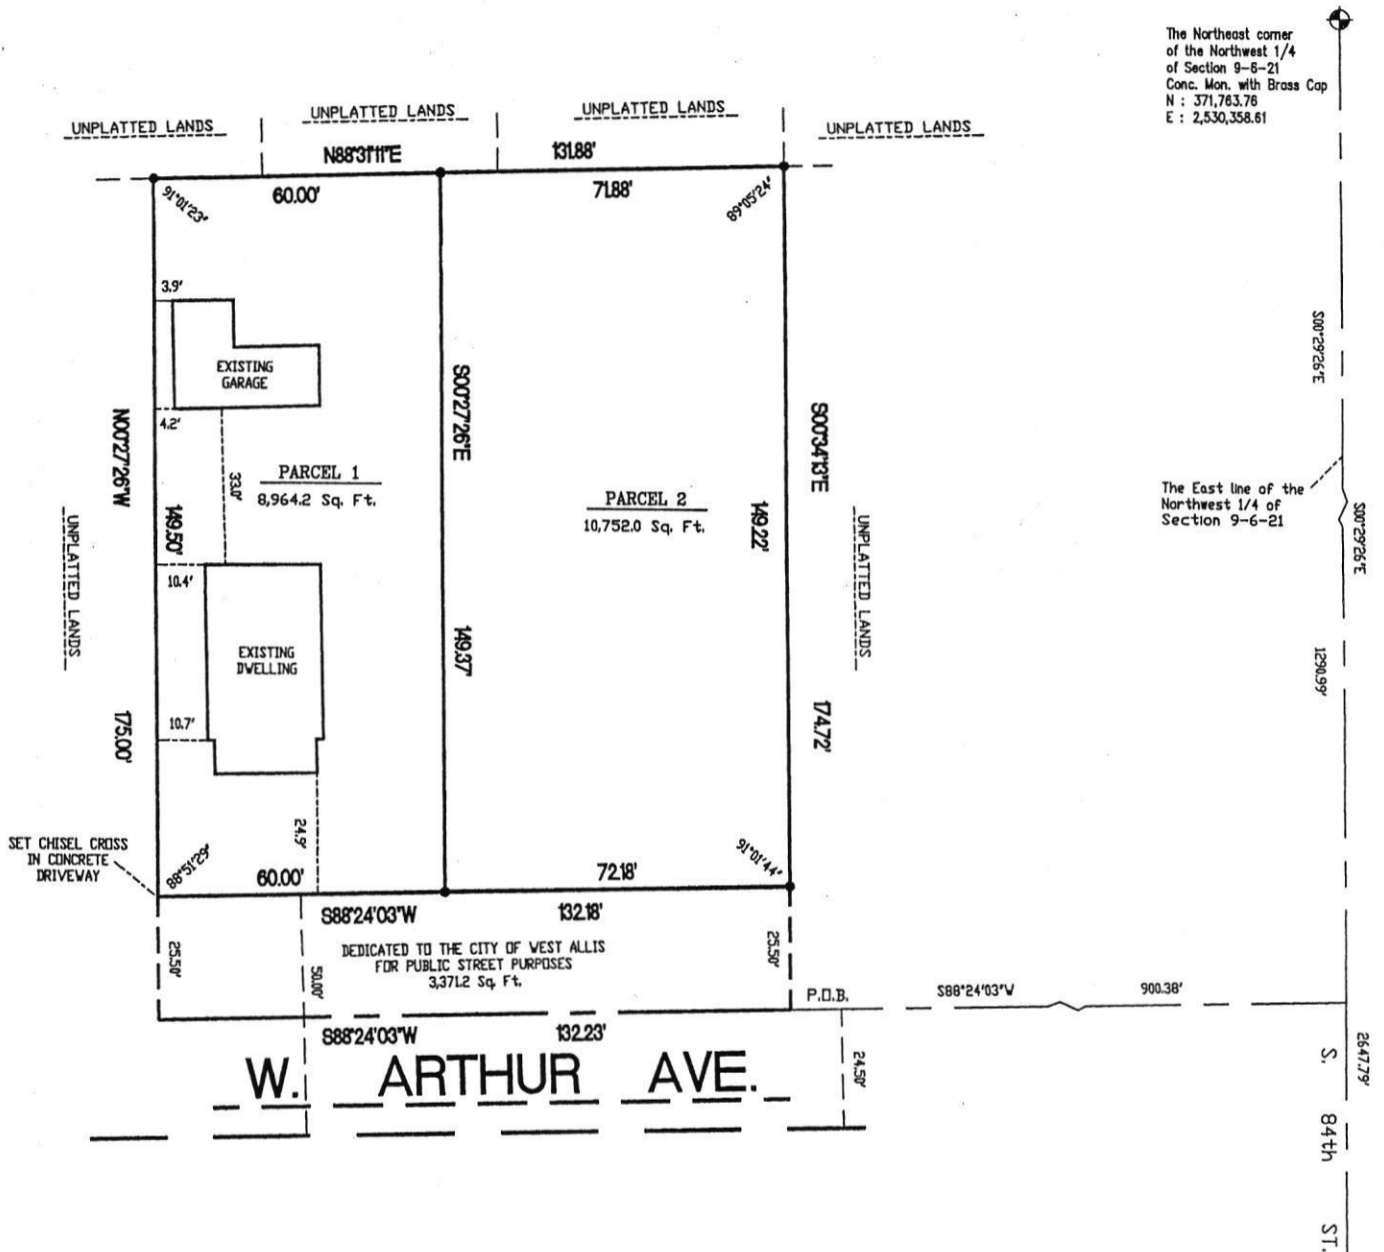 The Northeast corner
of the Northwest 1/4
of Section 9-6-21
Conc. Mon. with Brass Cap
N : 371,763.76
E : 2,530,358.61
UNPLATTED LANDS
UNPLATTED LANDS
UNPLATTED LANDS
UNPLATTED LANDS
N88°31'11"E
131.88'
60.00'
71.88'
91°01'23"
89°05'24"
3.9'
EXISTING
GARAGE
4.2'
33.0'
N00°27'26"W
149.50'
175.00'
S00°27'26"E
149.37'
S00°34'13"E
149.22'
174.72'
PARCEL 1
8,964.2 Sq. Ft.
PARCEL 2
10,752.0 Sq. Ft.
UNPLATTED LANDS
UNPLATTED LANDS
S00°29'26"E
The East line of the
Northwest 1/4 of
Section 9-6-21
S00°29'26"E
1290.99'
10.4'
EXISTING
DWELLING
10.7'
24.9'
SET CHISEL CROSS
IN CONCRETE
DRIVEWAY
88°51'29"
91°01'44"
60.00'
72.18'
S88°24'03"W
132.18'
25.50'
DEDICATED TO THE CITY OF WEST ALLIS
FOR PUBLIC STREET PURPOSES
3,371.2 Sq. Ft.
25.50'
50.00'
P.O.B.
S88°24'03"W
900.38'
S88°24'03"W
132.23'
24.50'
W. ARTHUR AVE.
2647.79'
S. 84th ST.